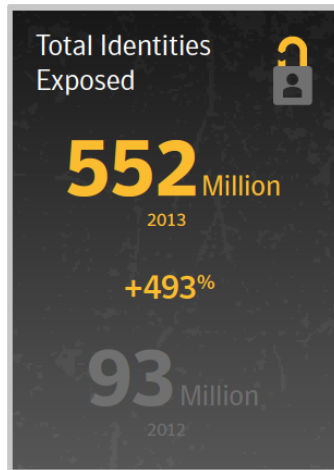 Total Identities
Exposed
552 Million
2013
+493%
93 Million
2012